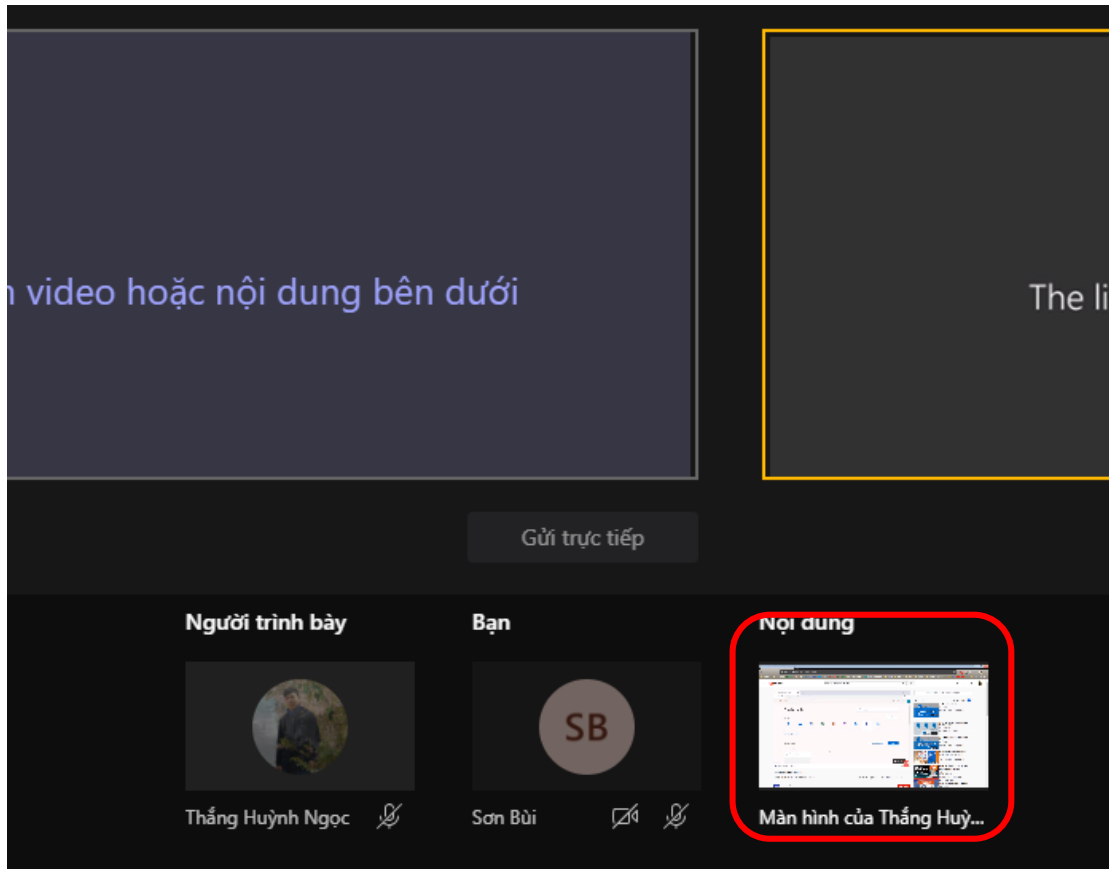 video hoặc nội dung bên dưới
The li
Gửi trực tiếp
Người trình bày
Bạn
Nội dung
SB
Thắng Huỳnh Ngọc
Sơn Bùi
Màn hình của Thắng Huỳ...